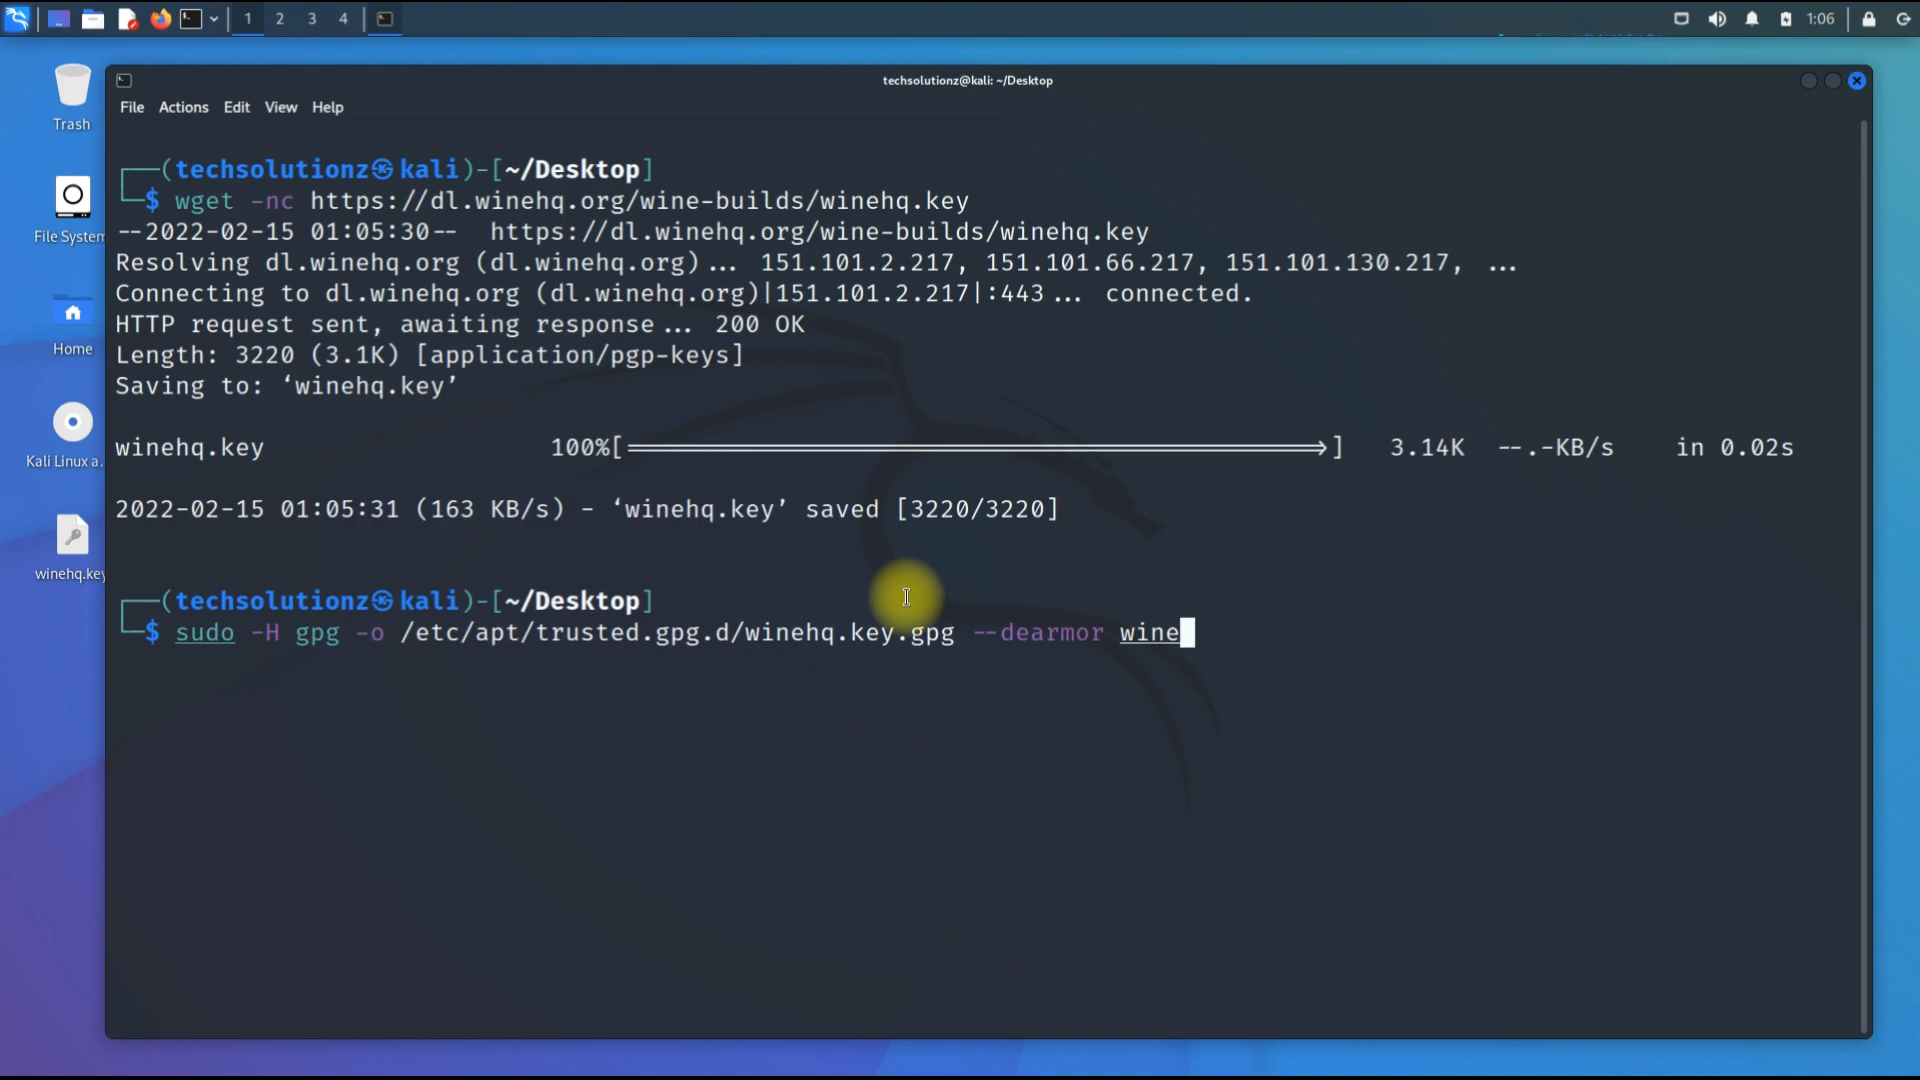 1 2 3 4 1:06
techsolutionz@kali: ~/Desktop
File Actions Edit View Help
Trash
File System
Home
Kali Linux a...
winehq.key
┌──(techsolutionz㉿kali)-[~/Desktop]
└─$ wget -nc https://dl.winehq.org/wine-builds/winehq.key
--2022-02-15 01:05:30-- https://dl.winehq.org/wine-builds/winehq.key
Resolving dl.winehq.org (dl.winehq.org)... 151.101.2.217, 151.101.66.217, 151.101.130.217, ...
Connecting to dl.winehq.org (dl.winehq.org)|151.101.2.217|:443... connected.
HTTP request sent, awaiting response... 200 OK
Length: 3220 (3.1K) [application/pgp-keys]
Saving to: ‘winehq.key’
winehq.key 100%[===================>] 3.14K --.-KB/s in 0.02s
2022-02-15 01:05:31 (163 KB/s) - ‘winehq.key’ saved [3220/3220]
┌──(techsolutionz㉿kali)-[~/Desktop]
└─$ sudo -H gpg -o /etc/apt/trusted.gpg.d/winehq.key.gpg --dearmor wine